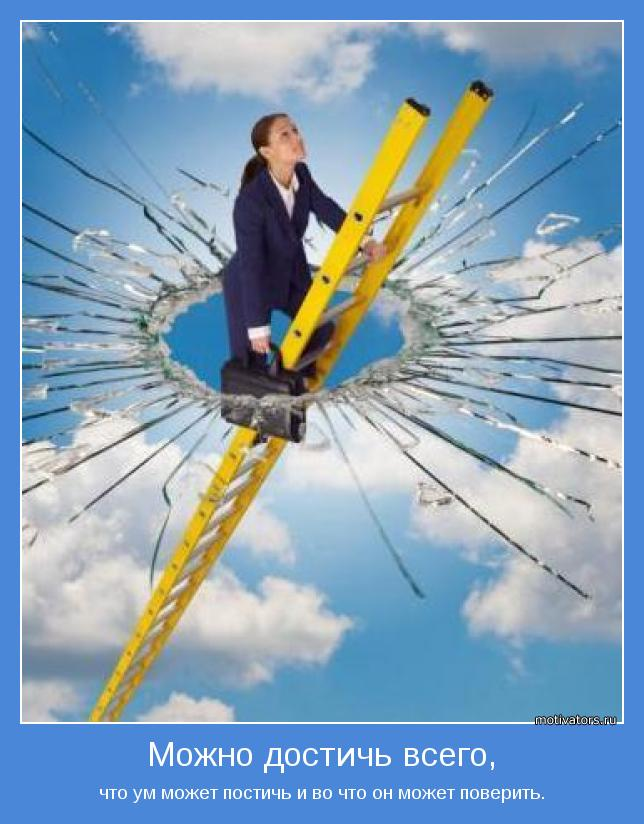 motivators.ru
Можно достичь всего,
что ум может постичь и во что он может поверить.